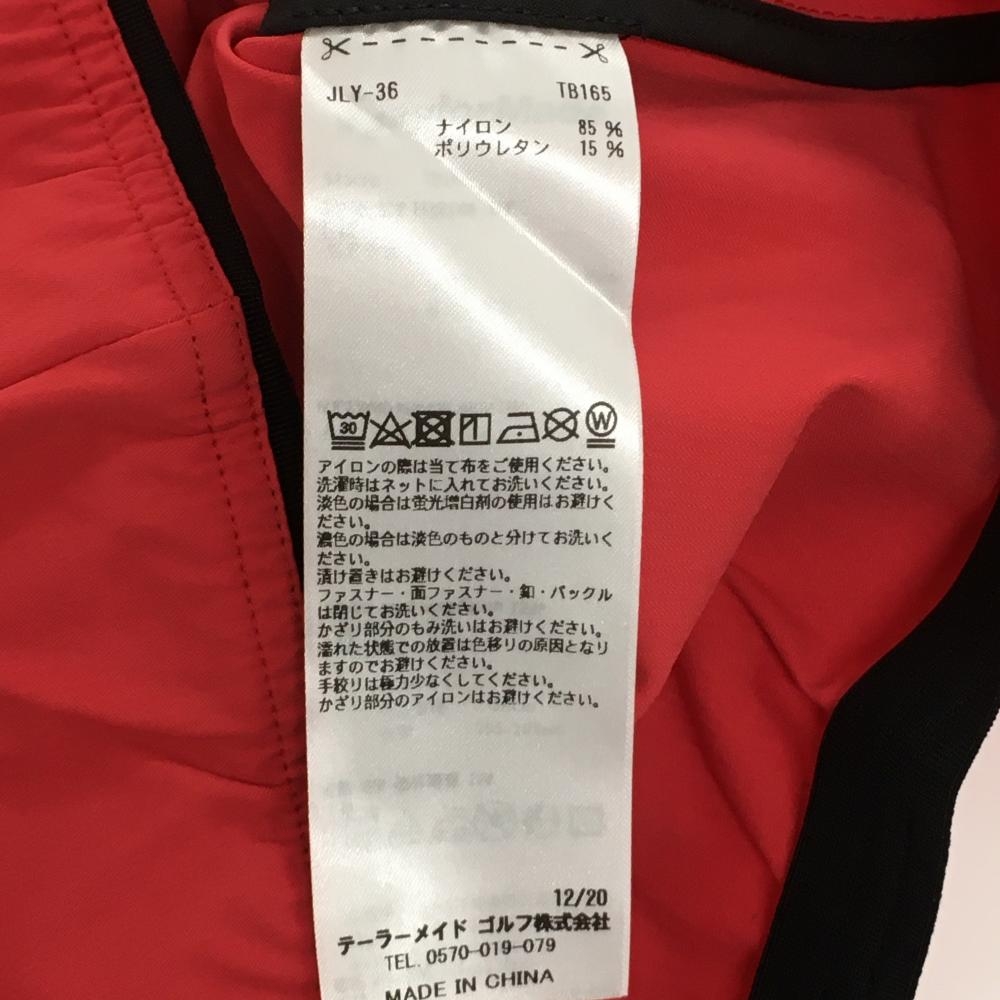 JLY-36 TB165
ナイロン 85 %
ポリウレタン 15 %
30 W
アイロンの際は当て布をご使用ください。
洗濯時はネットに入れてお洗いください。
淡色の場合は蛍光増白剤の使用はお避けく
ださい。
濃色の場合は淡色のものと分けてお洗いく
ださい。
漬け置きはお避けください。
ファスナー・面ファスナー・釦・バックル
は閉じてお洗いください。
かざり部分のもみ洗いはお避けください。
濡れた状態での放置は色移りの原因となり
ますのでお避けください。
手絞りは極力少なくしてください。
かざり部分のアイロンはお避けください。
12/20
テーラーメイド ゴルフ株式会社
TEL. 0570-019-079
MADE IN CHINA